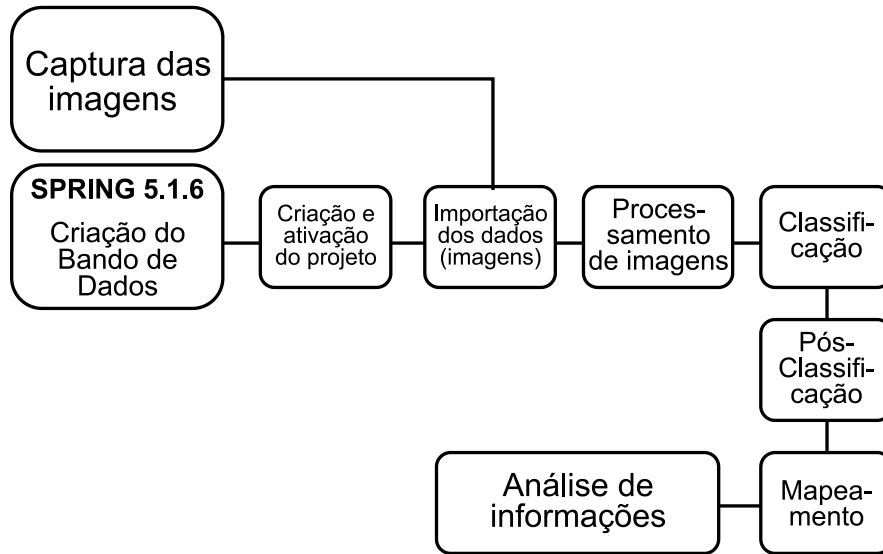 Captura das
imagens
SPRING 5.1.6
Criação do
Bando de
Dados
Criação e
ativação
do projeto
Importação
dos dados
(imagens)
Proces-
samento
de imagens
Classifi-
cação
Pós-
Classifi-
cação
Mapea-
mento
Análise de
informações